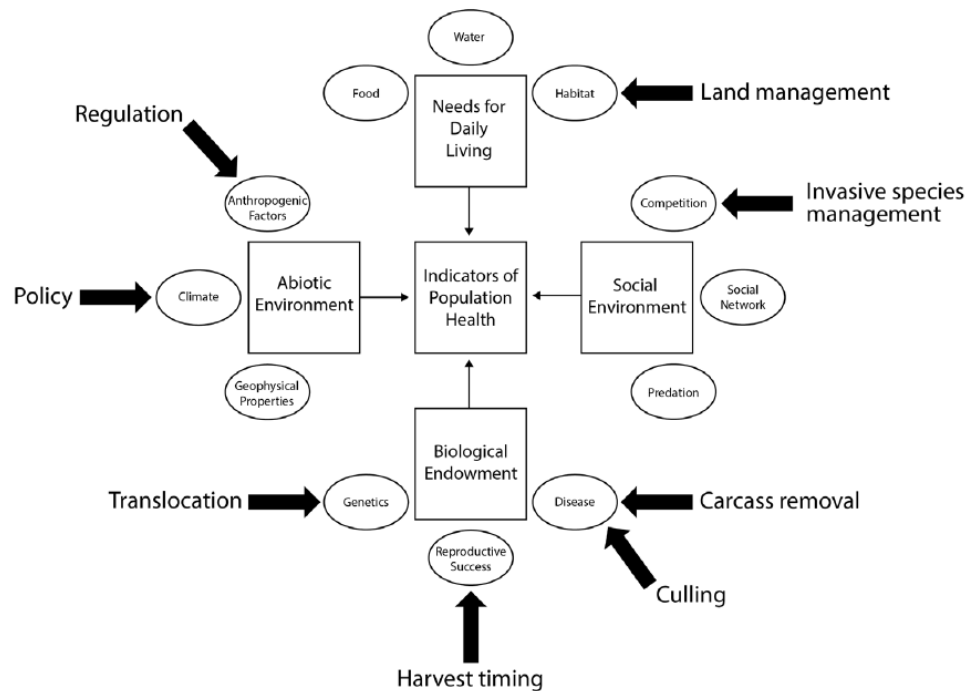 Water
Food
Habitat
Land management
Needs for
Daily
Living
Regulation
Anthropogenic
Factors
Competition
Invasive species
management
Policy
Climate
Abiotic
Environment
Indicators of
Population
Health
Social
Environment
Social
Network
Geophysical
Properties
Predation
Biological
Endowment
Translocation
Genetics
Disease
Carcass removal
Reproductive
Success
Culling
Harvest timing